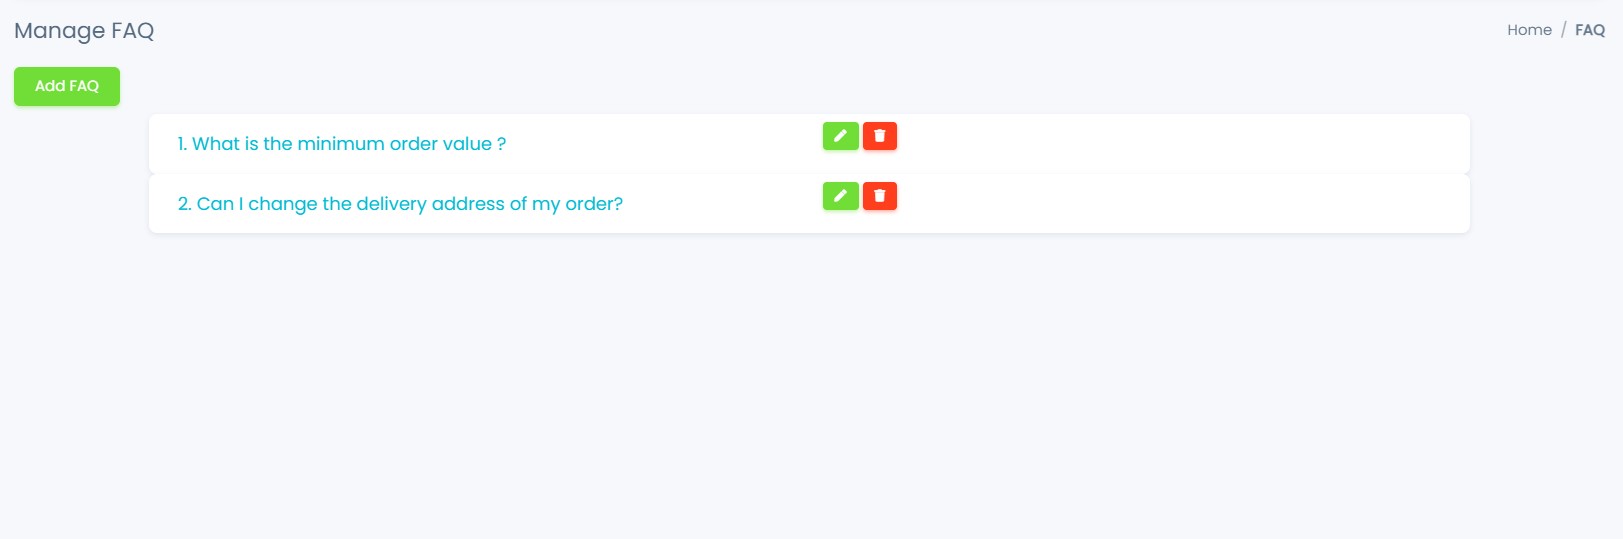 Manage FAQ
Home / FAQ
Add FAQ
1. What is the minimum order value ?
2. Can I change the delivery address of my order?